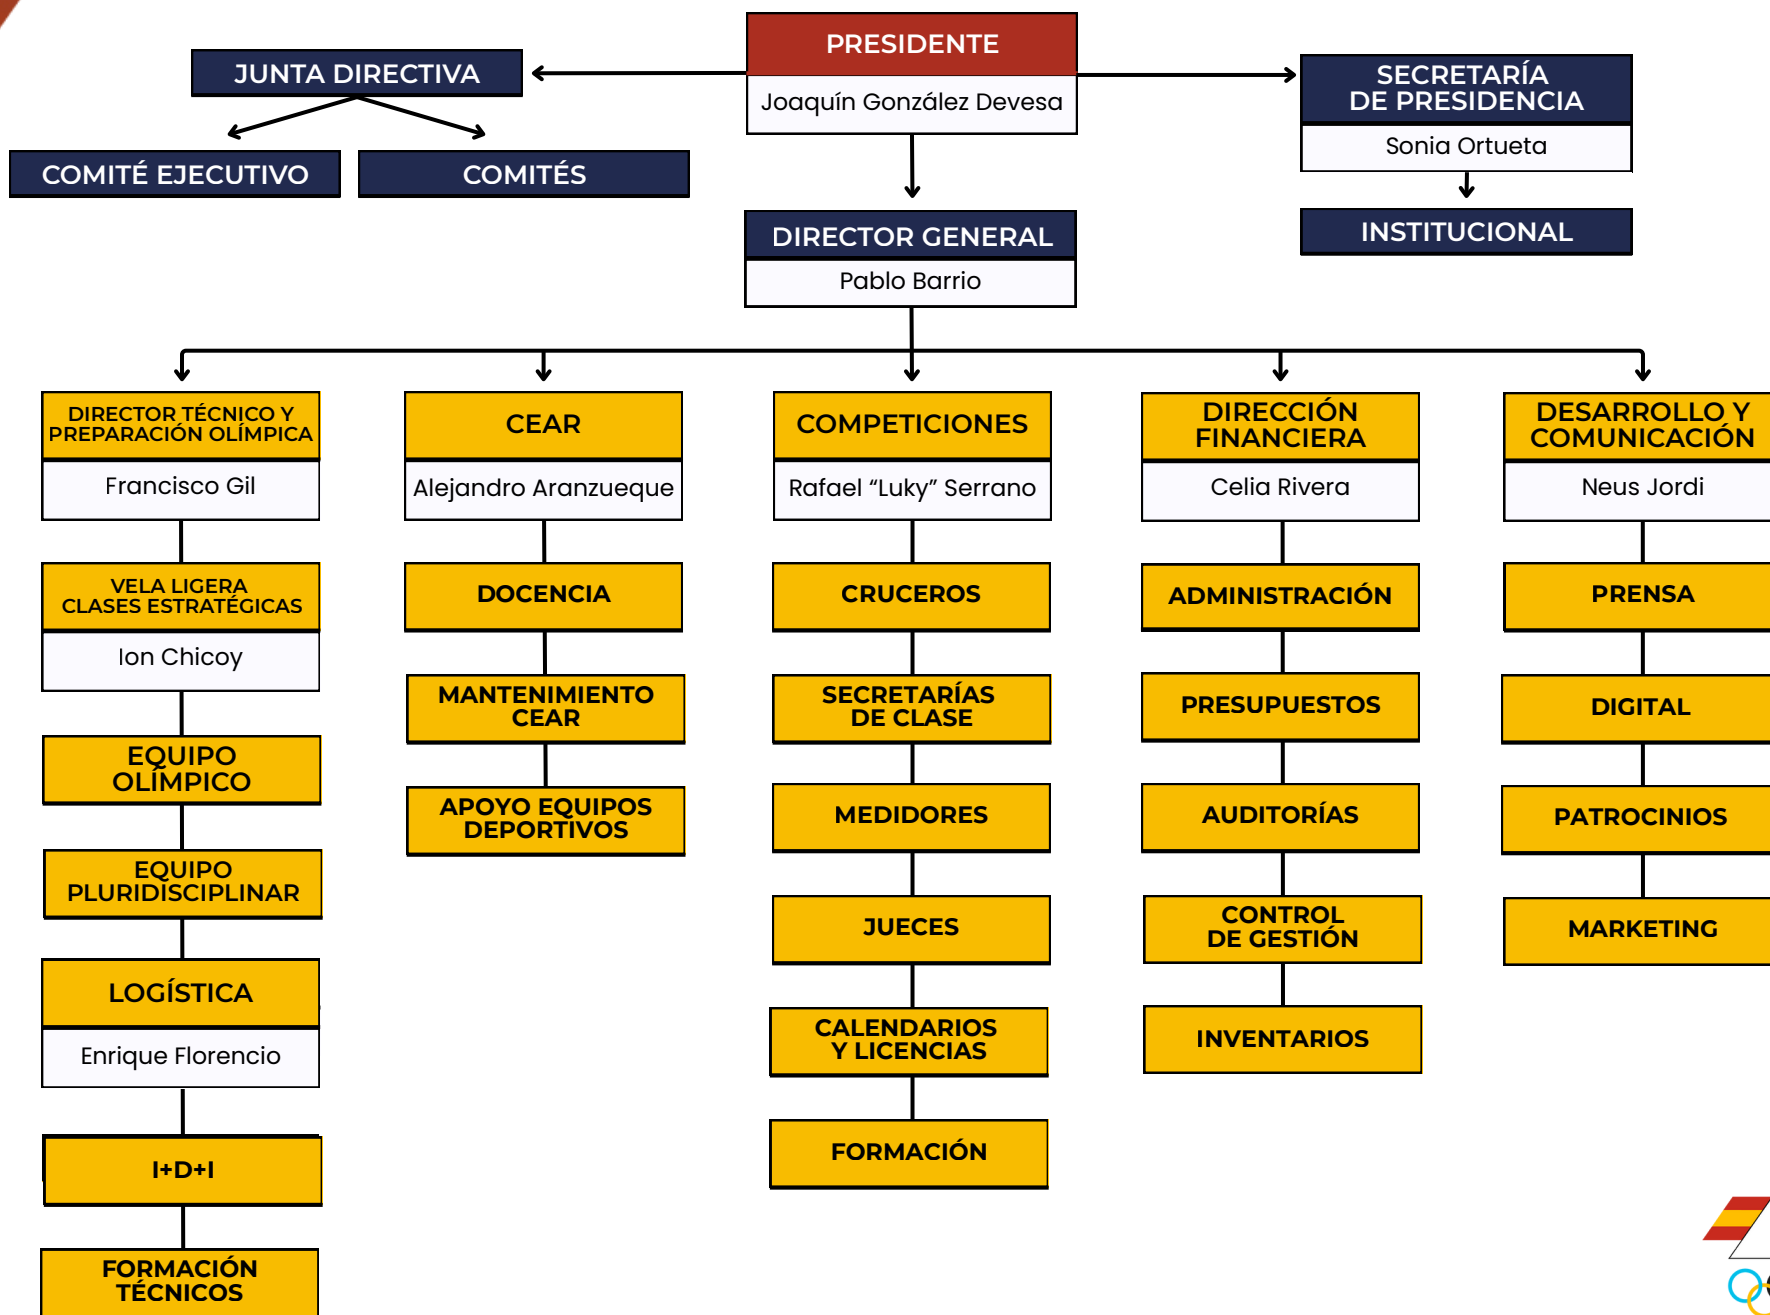 PRESIDENTE
Joaquín González Devesa
JUNTA DIRECTIVA
COMITÉ EJECUTIVO
COMITÉS
SECRETARÍA
DE PRESIDENCIA
Sonia Ortueta
INSTITUCIONAL
DIRECTOR GENERAL
Pablo Barrio
DIRECTOR TÉCNICO Y
PREPARACIÓN OLÍMPICA
Francisco Gil
VELA LIGERA
CLASES ESTRATÉGICAS
Ion Chicoy
EQUIPO
OLÍMPICO
EQUIPO
PLURIDISCIPLINAR
LOGÍSTICA
Enrique Florencio
I+D+I
FORMACIÓN
TÉCNICOS
CEAR
Alejandro Aranzueque
DOCENCIA
MANTENIMIENTO
CEAR
APOYO EQUIPOS
DEPORTIVOS
COMPETICIONES
Rafael “Luky” Serrano
CRUCEROS
SECRETARÍAS
DE CLASE
MEDIDORES
JUECES
CALENDARIOS
Y LICENCIAS
FORMACIÓN
DIRECCIÓN
FINANCIERA
Celia Rivera
ADMINISTRACIÓN
PRESUPUESTOS
AUDITORÍAS
CONTROL
DE GESTIÓN
INVENTARIOS
DESARROLLO Y
COMUNICACIÓN
Neus Jordi
PRENSA
DIGITAL
PATROCINIOS
MARKETING